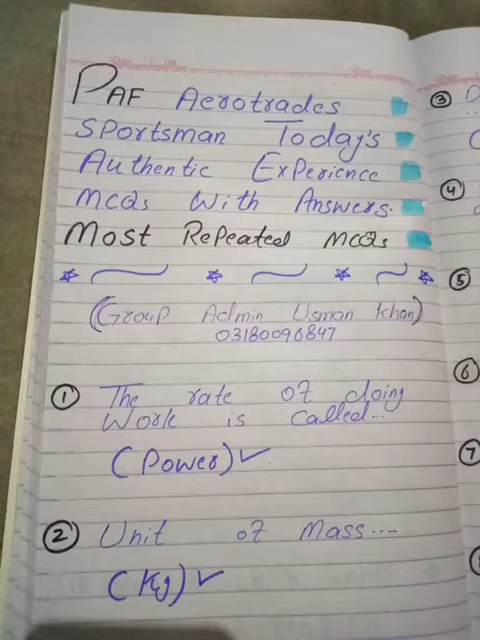 PAF Aerotrades
Sportsman Today's
Authentic Experience
MCQs With Answers.
Most Repeated MCQs
(Group Admin Usman Khan)
03180096847
① The rate of doing
Work is called...
(Power) ✓
② Unit of Mass....
(Kg) ✓
③ D
④
⑤
⑥
⑦